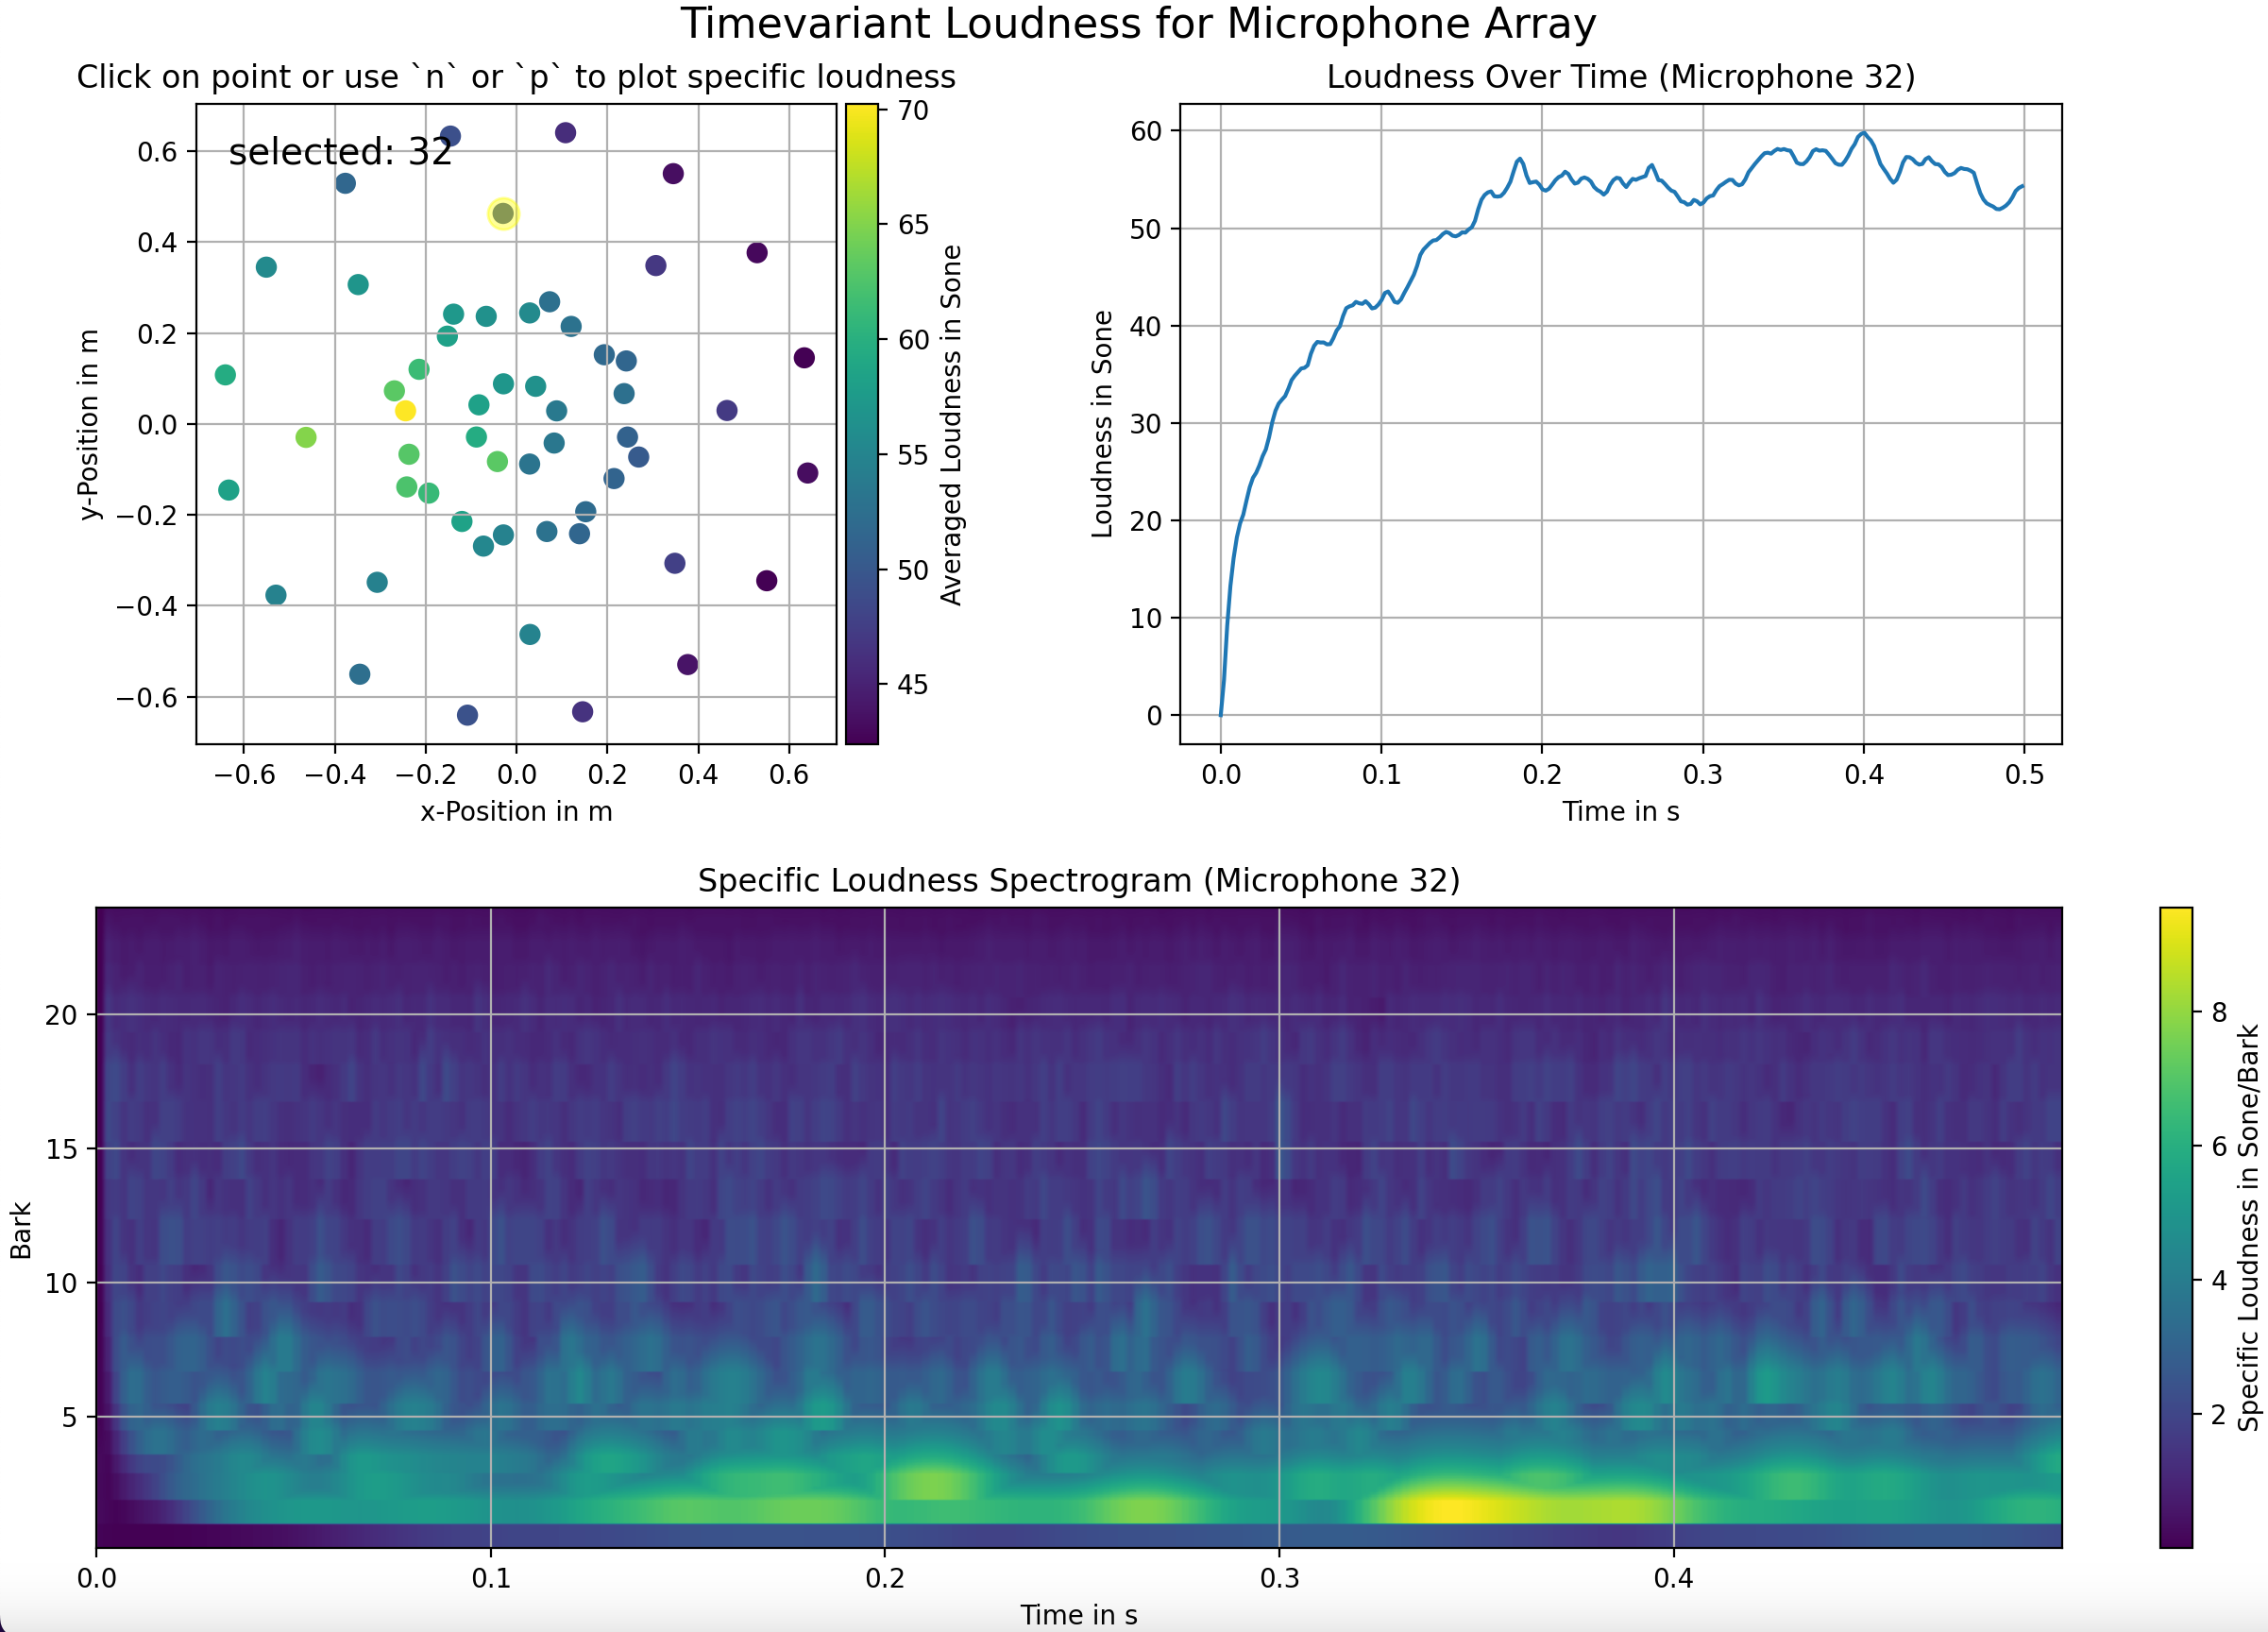 Timevariant Loudness for Microphone Array
Click on point or use `n` or `p` to plot specific loudness
selected: 32
0.6
0.4
0.2
0.0
−0.2
−0.4
−0.6
y-Position in m
−0.6 −0.4 −0.2 0.0 0.2 0.4 0.6
x-Position in m
70
65
60
55
50
45
Averaged Loudness in Sone
Loudness Over Time (Microphone 32)
60
50
40
30
20
10
0
Loudness in Sone
0.0 0.1 0.2 0.3 0.4 0.5
Time in s
Specific Loudness Spectrogram (Microphone 32)
20
15
10
5
Bark
0.0 0.1 0.2 0.3 0.4
Time in s
8
6
4
2
Specific Loudness in Sone/Bark